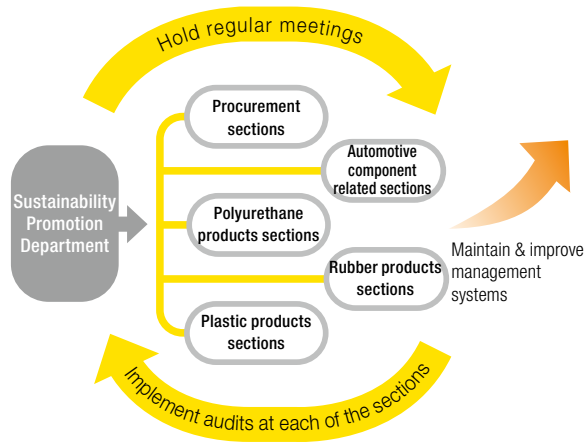 Hold regular meetings
Procurement
sections
Automotive
component
related sections
Sustainability
Promotion
Department
Polyurethane
products sections
Rubber products
sections
Maintain & improve
management
systems
Plastic products
sections
Implement audits at each of the sections